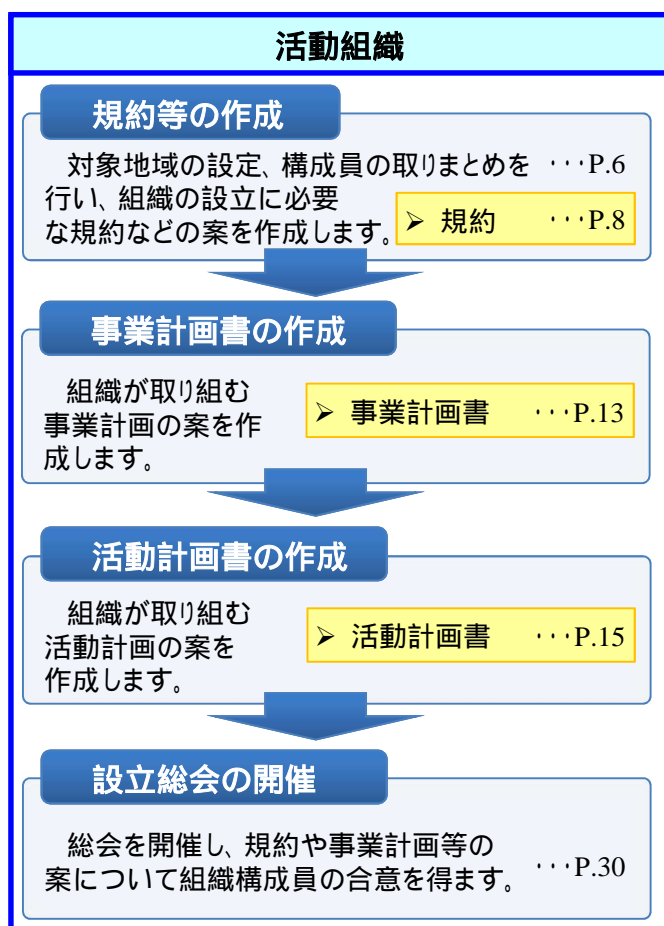 活動組織
規約等の作成
対象地域の設定、構成員の取りまとめを ・・・P.6
行い、組織の設立に必要
な規約などの案を作成します。
➢ 規約 ・・・P.8
事業計画書の作成
組織が取り組む
事業計画の案を作
成します。
➢ 事業計画書 ・・・P.13
活動計画書の作成
組織が取り組む
活動計画の案を
作成します。
➢ 活動計画書 ・・・P.15
設立総会の開催
総会を開催し、規約や事業計画等の
案について組織構成員の合意を得ます。 ・・・P.30